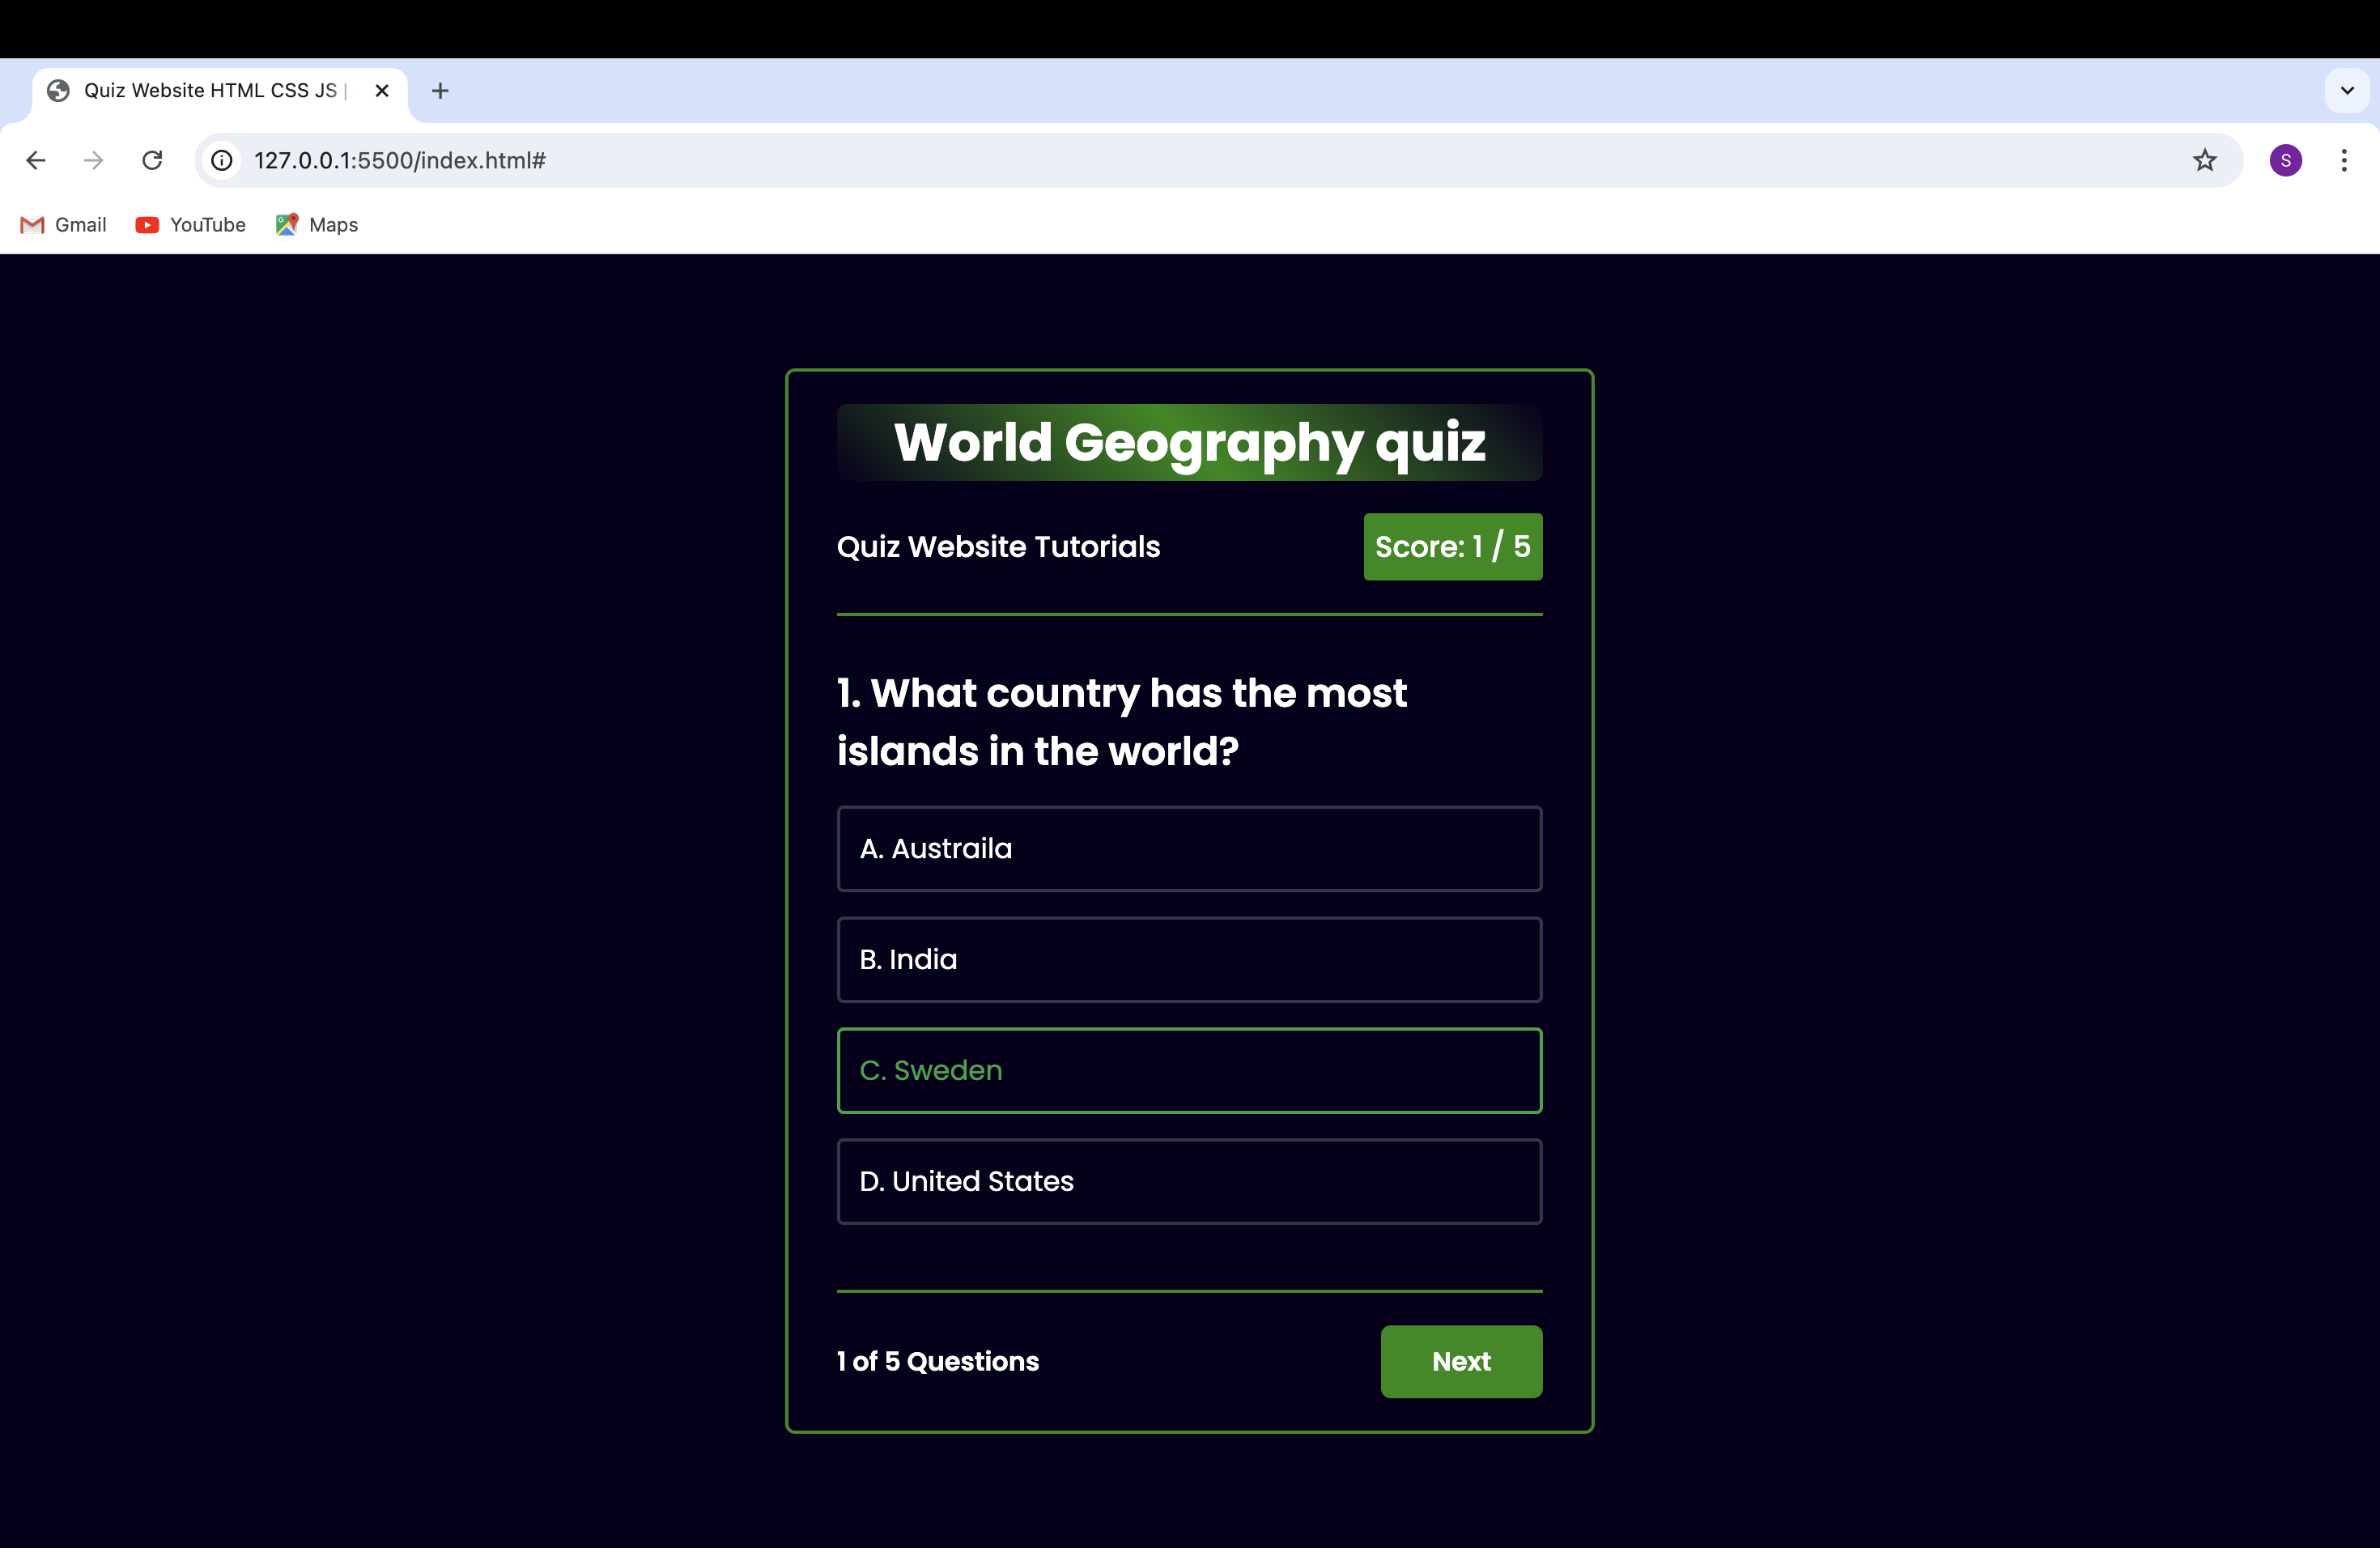 Quiz Website HTML CSS JS |
127.0.0.1:5500/index.html#
S
Gmail YouTube Maps
World Geography quiz
Quiz Website Tutorials
Score: 1 / 5
1. What country has the most
islands in the world?
A. Austraila
B. India
C. Sweden
D. United States
1 of 5 Questions
Next